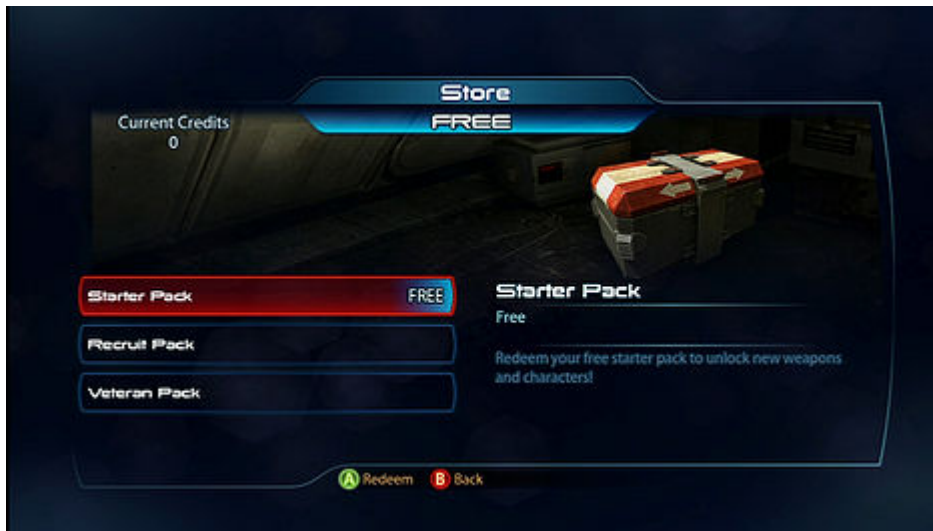 Store
FREE
Current Credits
0
Starter Pack FREE
Recruit Pack
Veteran Pack
Starter Pack
Free
Redeem your free starter pack to unlock new weapons
and characters!
A Redeem B Back